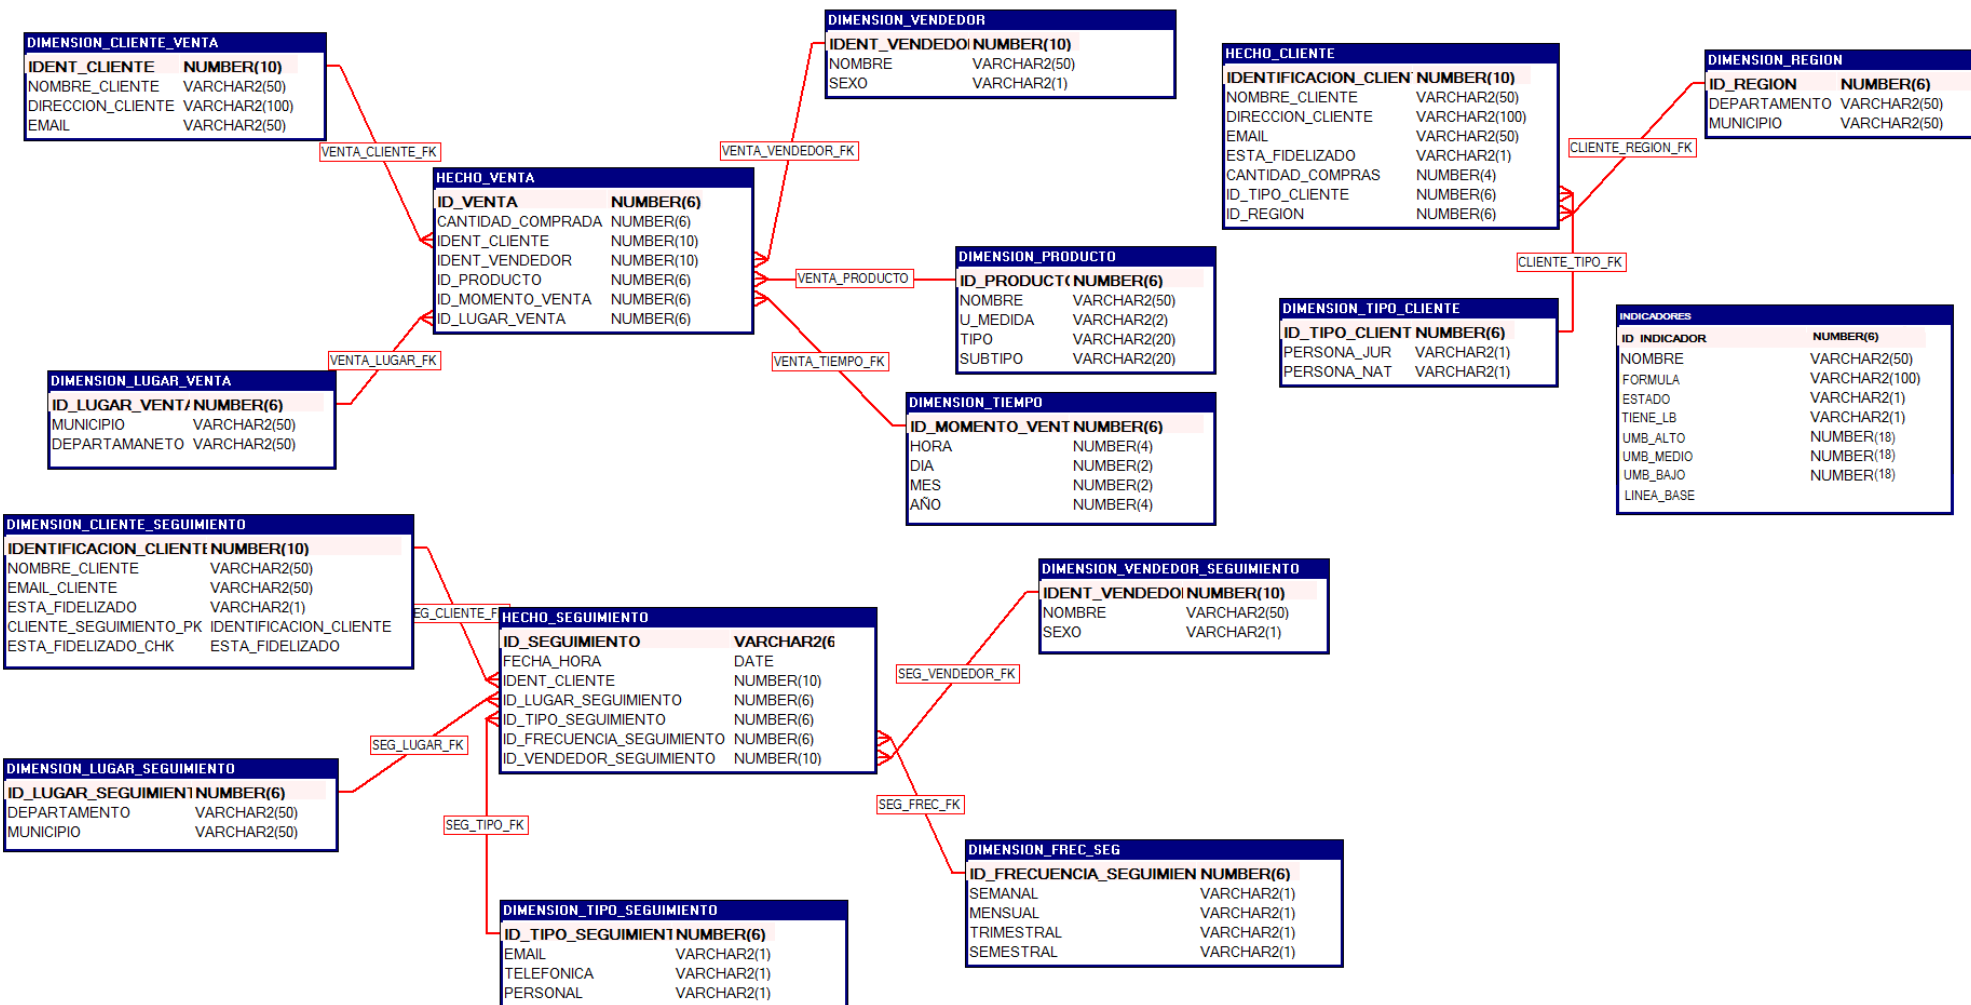 DIMENSION_CLIENTE_VENTA
IDENT_CLIENTE NUMBER(10)
NOMBRE_CLIENTE VARCHAR2(50)
DIRECCION_CLIENTE VARCHAR2(100)
EMAIL VARCHAR2(50)
VENTA_CLIENTE_FK
DIMENSION_VENDEDOR
IDENT_VENDEDO NUMBER(10)
NOMBRE VARCHAR2(50)
SEXO VARCHAR2(1)
VENTA_VENDEDOR_FK
HECHO_VENTA
ID_VENTA NUMBER(6)
CANTIDAD_COMPRADA NUMBER(6)
IDENT_CLIENTE NUMBER(10)
IDENT_VENDEDOR NUMBER(10)
ID_PRODUCTO NUMBER(6)
ID_MOMENTO_VENTA NUMBER(6)
ID_LUGAR_VENTA NUMBER(6)
VENTA_PRODUCTO
DIMENSION_PRODUCTO
ID_PRODUCTO NUMBER(6)
NOMBRE VARCHAR2(50)
U_MEDIDA VARCHAR2(2)
TIPO VARCHAR2(20)
SUBTIPO VARCHAR2(20)
VENTA_LUGAR_FK
VENTA_TIEMPO_FK
DIMENSION_LUGAR_VENTA
ID_LUGAR_VENTA NUMBER(6)
MUNICIPIO VARCHAR2(50)
DEPARTAMANETO VARCHAR2(50)
DIMENSION_TIEMPO
ID_MOMENTO_VENT NUMBER(6)
HORA NUMBER(4)
DIA NUMBER(2)
MES NUMBER(2)
AÑO NUMBER(4)
HECHO_CLIENTE
IDENTIFICACION_CLIEN NUMBER(10)
NOMBRE_CLIENTE VARCHAR2(50)
DIRECCION_CLIENTE VARCHAR2(100)
EMAIL VARCHAR2(50)
ESTA_FIDELIZADO VARCHAR2(1)
CANTIDAD_COMPRAS NUMBER(4)
ID_TIPO_CLIENTE NUMBER(6)
ID_REGION NUMBER(6)
DIMENSION_REGION
ID_REGION NUMBER(6)
DEPARTAMENTO VARCHAR2(50)
MUNICIPIO VARCHAR2(50)
CLIENTE_REGION_FK
CLIENTE_TIPO_FK
DIMENSION_TIPO_CLIENTE
ID_TIPO_CLIENT NUMBER(6)
PERSONA_JUR VARCHAR2(1)
PERSONA_NAT VARCHAR2(1)
INDICADORES
ID_INDICADOR NUMBER(6)
NOMBRE VARCHAR2(50)
FORMULA VARCHAR2(100)
ESTADO VARCHAR2(1)
TIENE_LB VARCHAR2(1)
UMB_ALTO NUMBER(18)
UMB_MEDIO NUMBER(18)
UMB_BAJO NUMBER(18)
LINEA_BASE
DIMENSION_CLIENTE_SEGUIMIENTO
IDENTIFICACION_CLIENTE NUMBER(10)
NOMBRE_CLIENTE VARCHAR2(50)
EMAIL_CLIENTE VARCHAR2(50)
ESTA_FIDELIZADO VARCHAR2(1)
CLIENTE_SEGUIMIENTO_PK IDENTIFICACION_CLIENTE
ESTA_FIDELIZADO_CHK ESTA_FIDELIZADO
EG_CLIENTE_F
HECHO_SEGUIMIENTO
ID_SEGUIMIENTO VARCHAR2(6
FECHA_HORA DATE
IDENT_CLIENTE NUMBER(10)
ID_LUGAR_SEGUIMIENTO NUMBER(6)
ID_TIPO_SEGUIMIENTO NUMBER(6)
ID_FRECUENCIA_SEGUIMIENTO NUMBER(6)
ID_VENDEDOR_SEGUIMIENTO NUMBER(10)
DIMENSION_VENDEDOR_SEGUIMIENTO
IDENT_VENDEDO NUMBER(10)
NOMBRE VARCHAR2(50)
SEXO VARCHAR2(1)
SEG_VENDEDOR_FK
SEG_LUGAR_FK
DIMENSION_LUGAR_SEGUIMIENTO
ID_LUGAR_SEGUIMIENT NUMBER(6)
DEPARTAMENTO VARCHAR2(50)
MUNICIPIO VARCHAR2(50)
SEG_TIPO_FK
SEG_FREC_FK
DIMENSION_TIPO_SEGUIMIENTO
ID_TIPO_SEGUIMIENT NUMBER(6)
EMAIL VARCHAR2(1)
TELEFONICA VARCHAR2(1)
PERSONAL VARCHAR2(1)
DIMENSION_FREC_SEG
ID_FRECUENCIA_SEGUIMIEN NUMBER(6)
SEMANAL VARCHAR2(1)
MENSUAL VARCHAR2(1)
TRIMESTRAL VARCHAR2(1)
SEMESTRAL VARCHAR2(1)